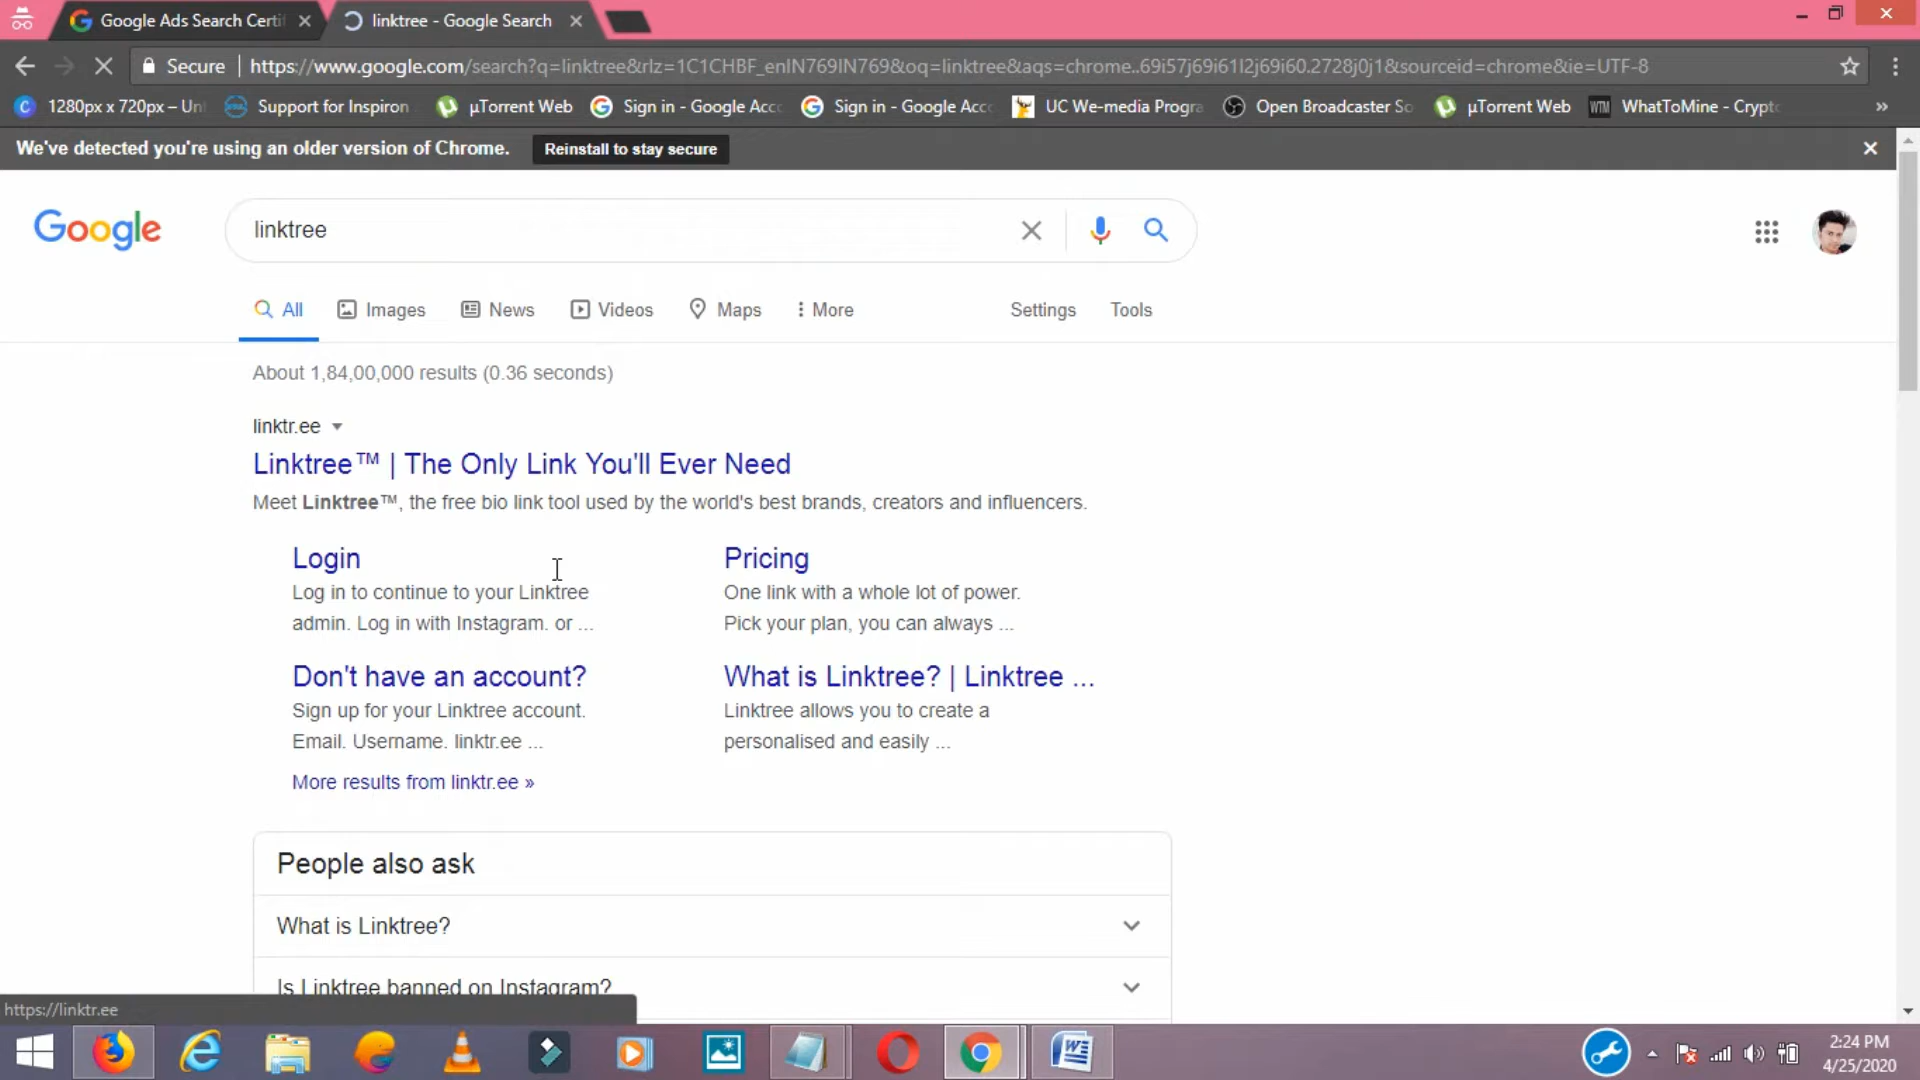 Google Ads Search Certi
linktree - Google Search
Secure
https://www.google.com/search?q=linktree&rlz=1C1CHBF_enIN769IN769&oq=linktree&aqs=chrome..69i57j69i61l2j69i60.2728j0j1&sourceid=chrome&ie=UTF-8
1280px x 720px – Un
Support for Inspiron
µTorrent Web
Sign in - Google Acc
Sign in - Google Acc
UC We-media Progra
Open Broadcaster So
µTorrent Web
WTM
WhatToMine - Crypt
»
We've detected you're using an older version of Chrome.
Reinstall to stay secure
Google
linktree
All
Images
News
Videos
Maps
More
Settings
Tools
About 1,84,00,000 results (0.36 seconds)
linktr.ee
Linktree™ | The Only Link You'll Ever Need
Meet Linktree™, the free bio link tool used by the world's best brands, creators and influencers.
Login
Log in to continue to your Linktree
admin. Log in with Instagram. or ...
Pricing
One link with a whole lot of power.
Pick your plan, you can always ...
Don't have an account?
Sign up for your Linktree account.
Email. Username. linktr.ee ...
What is Linktree? | Linktree ...
Linktree allows you to create a
personalised and easily ...
More results from linktr.ee »
People also ask
What is Linktree?
Is Linktree banned on Instagram?
https://linktr.ee
2:24 PM
4/25/2020